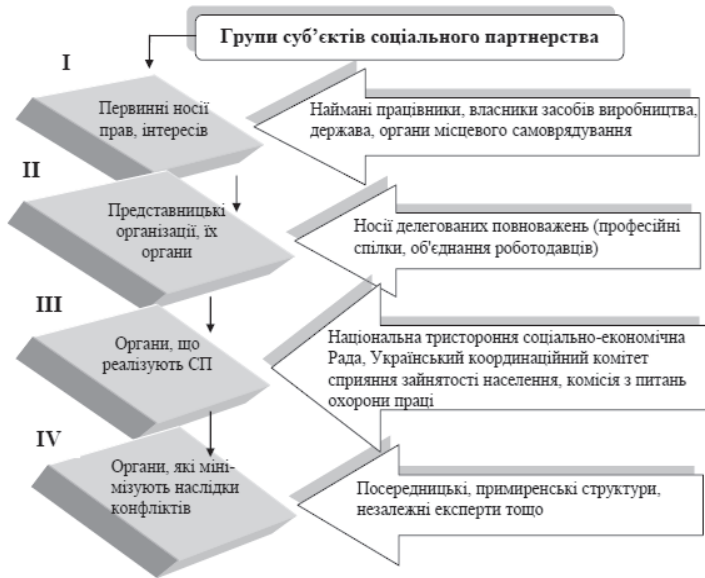 Групи суб’єктів соціального партнерства
I
Первинні носії
прав, інтересів
Наймані працівники, власники засобів виробництва,
держава, органи місцевого самоврядування
II
Представницькі
організації, їх
органи
Носії делегованих повноважень (професійні
спілки, об'єднання роботодавців)
III
Органи, що
реалізують СП
Національна тристороння соціально-економічна
Рада, Український координаційний комітет
сприяння зайнятості населення, комісія з питань
охорони праці
IV
Органи, які міні-
мізують наслідки
конфліктів
Посередницькі, примиренські структури,
незалежні експерти тощо